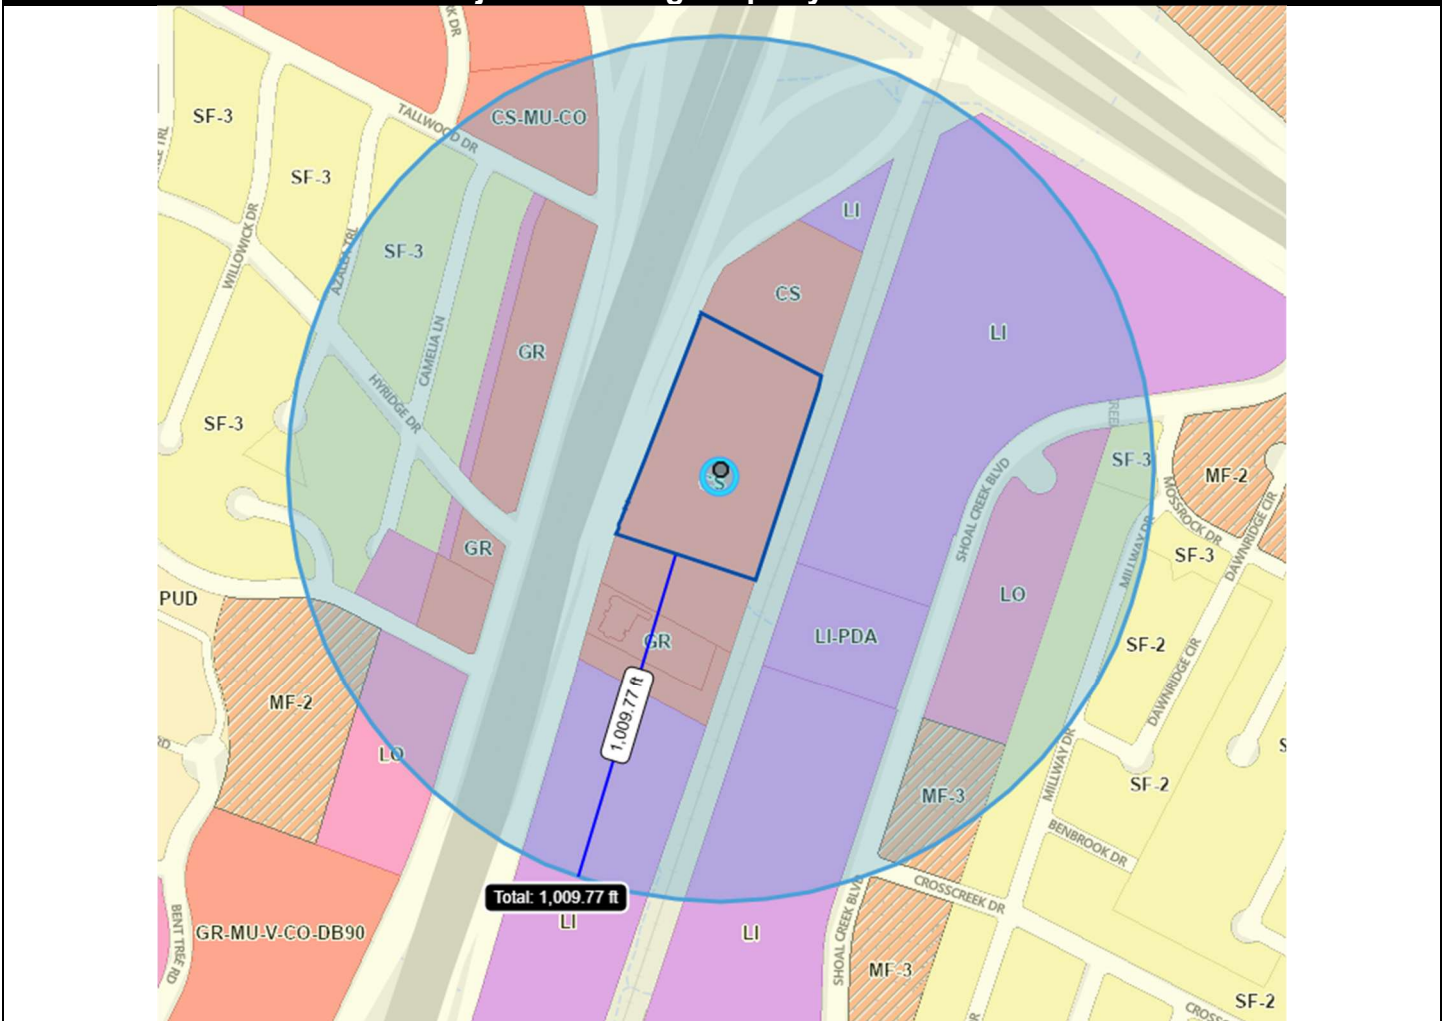 RK DR
SF-3
CS-MU-CO
TALLWOOD DR
SF-3
LI
WILLOWICK DR
AZALEA TRL
SF-3
CS
LI
CAMELIA LN
GR
HYRIDGE DR
SF-3
SF-3
MF-2
SHOAL CREEK BLVD
MOSSROCK DR
DAWNRIDGE CIR
GR
MILLWAY DR
SF-3
PUD
LO
GR
LI-PDA
SF-2
DAWNRIDGE CIR
MF-2
1,009.77 ft
LO
MILLWAY DR
SF-2
MF-3
BENBROOK DR
Total: 1,009.77 ft
CROSSCREEK DR
SHOAL CREEK BLVD
BENT TREE RD
GR-MU-V-CO-DB90
LI
LI
MF-3
SF-2